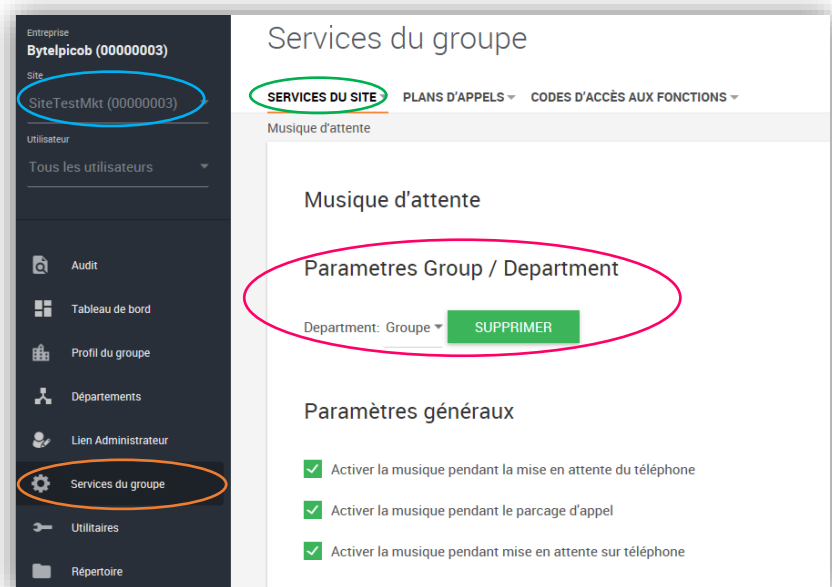 Entreprise
Bytelpicob (00000003)
Site
SiteTestMkt (00000003)
Utilisateur
Tous les utilisateurs
Audit
Tableau de bord
Profil du groupe
Départements
Lien Administrateur
Services du groupe
Utilitaires
Répertoire
Services du groupe
SERVICES DU SITE PLANS D'APPELS CODES D'ACCÈS AUX FONCTIONS
Musique d'attente
Musique d'attente
Parametres Group / Department
Department: Groupe SUPPRIMER
Paramètres généraux
Activer la musique pendant la mise en attente du téléphone
Activer la musique pendant le parcage d'appel
Activer la musique pendant mise en attente sur téléphone